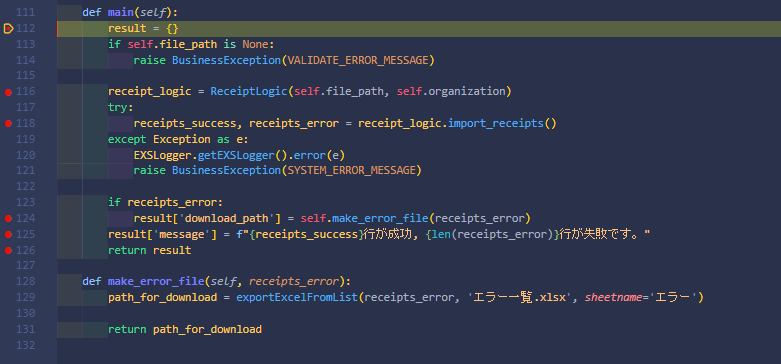 111 def main(self):
112 result = {}
113 if self.file_path is None:
114 raise BusinessException(VALIDATE_ERROR_MESSAGE)
115
116 receipt_logic = ReceiptLogic(self.file_path, self.organization)
117 try:
118 receipts_success, receipts_error = receipt_logic.import_receipts()
119 except Exception as e:
120 EXSLogger.getEXSLogger().error(e)
121 raise BusinessException(SYSTEM_ERROR_MESSAGE)
122
123 if receipts_error:
124 result['download_path'] = self.make_error_file(receipts_error)
125 result['message'] = f"{receipts_success}行が成功, {len(receipts_error)}行が失敗です。"
126 return result
127
128 def make_error_file(self, receipts_error):
129 path_for_download = exportExcelFromList(receipts_error, 'エラー一覧.xlsx', sheetname='エラー')
130
131 return path_for_download
132